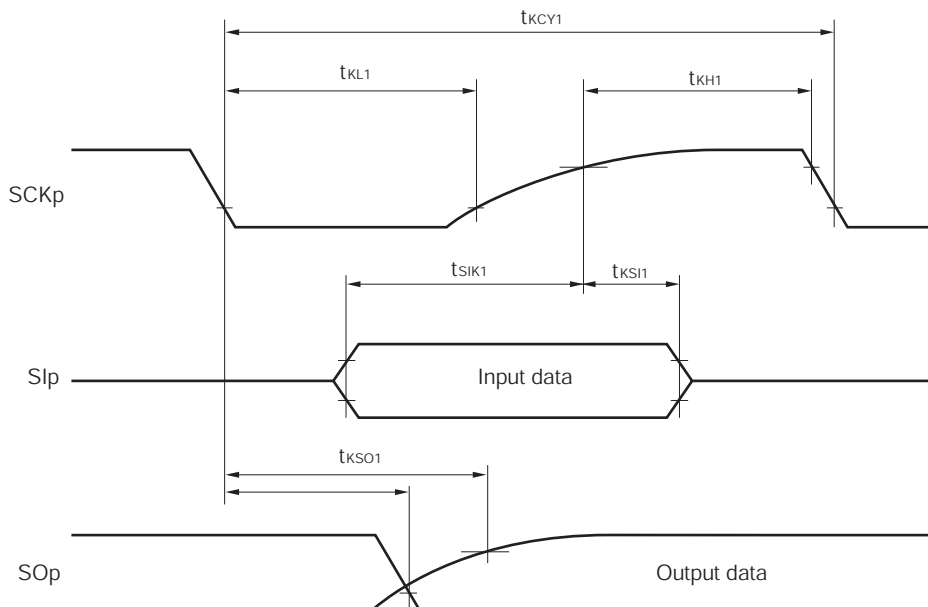 tKCY1
tKL1
tKH1
SCKp
tSIK1
tKSI1
SIp
Input data
tKSO1
SOp
Output data